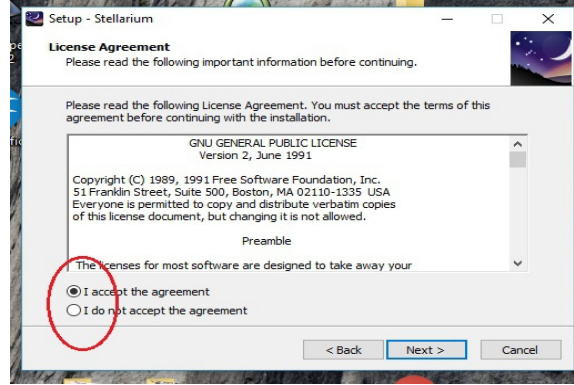 Setup - Stellarium
License Agreement
Please read the following important information before continuing.
Please read the following License Agreement. You must accept the terms of this
agreement before continuing with the installation.
GNU GENERAL PUBLIC LICENSE
Version 2, June 1991
Copyright (C) 1989, 1991 Free Software Foundation, Inc.
51 Franklin Street, Suite 500, Boston, MA 02110-1335 USA
Everyone is permitted to copy and distribute verbatim copies
of this license document, but changing it is not allowed.
Preamble
The licenses for most software are designed to take away your
I accept the agreement
I do not accept the agreement
< Back
Next >
Cancel